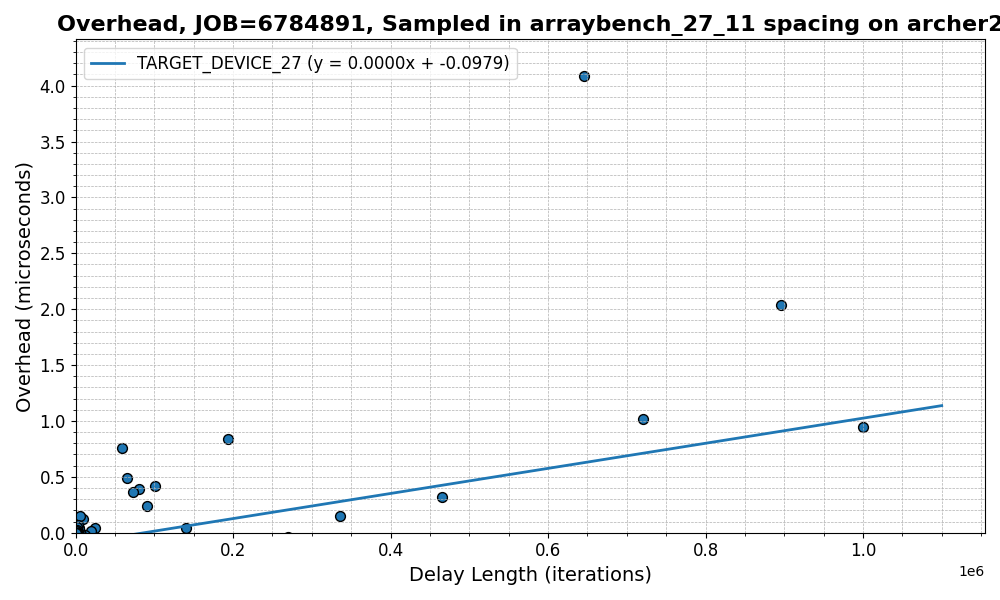 Overhead, JOB=6784891, Sampled in arraybench_27_11 spacing on archer2
TARGET_DEVICE_27 (y = 0.0000x + -0.0979)
Overhead (microseconds)
4.0
3.5
3.0
2.5
2.0
1.5
1.0
0.5
0.0
0.0 0.2 0.4 0.6 0.8 1.0
1e6
Delay Length (iterations)